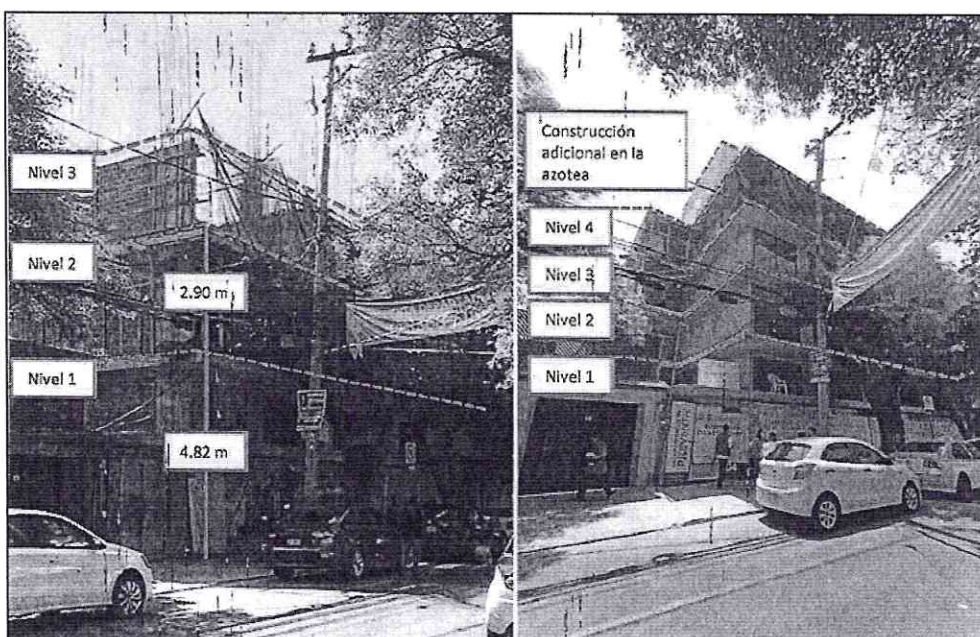 Nivel 3
Nivel 2
2.90 m
Nivel 1
4.82 m
Construcción
adicional en la
azotea
Nivel 4
Nivel 3
Nivel 2
Nivel 1